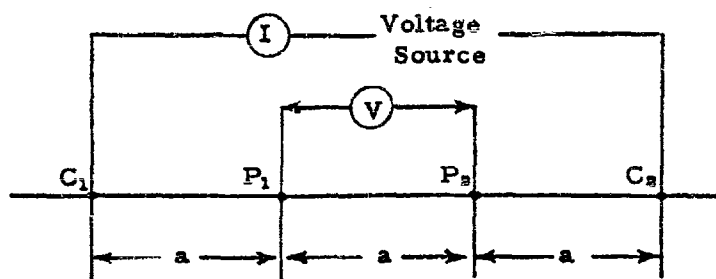 I Voltage
Source
V
C₁ P₁ P₂ C₂
a a a